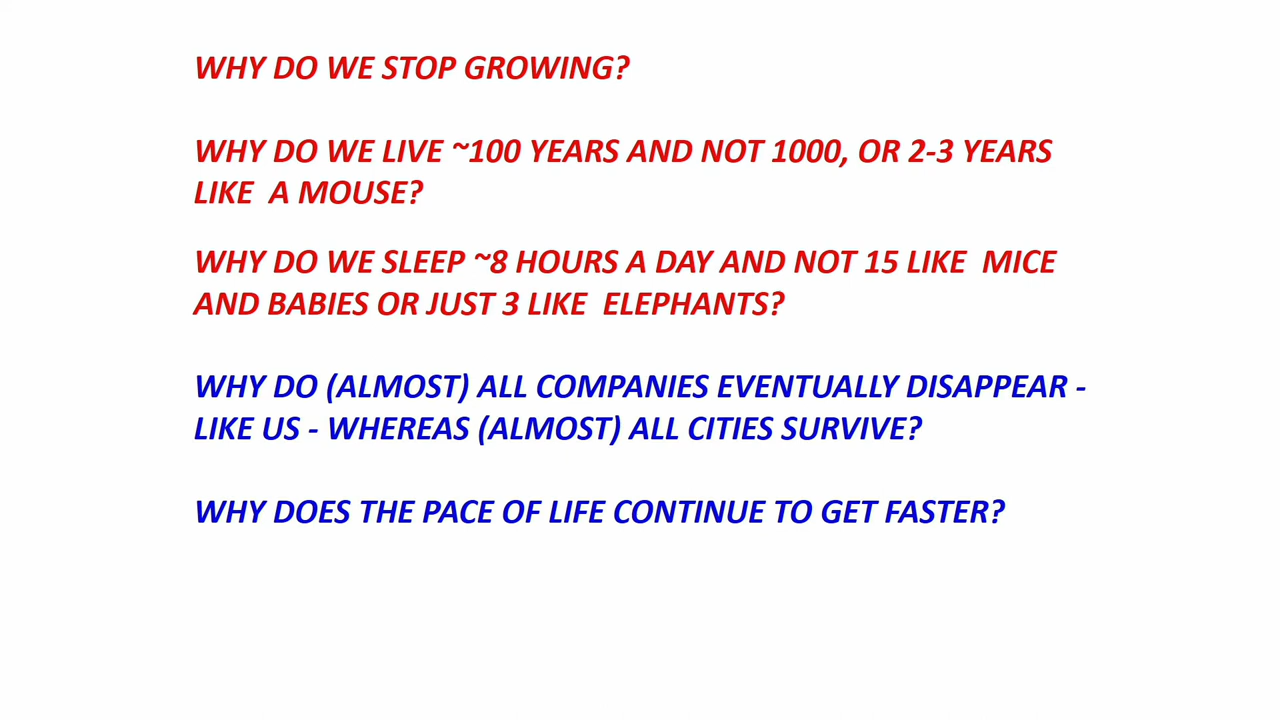 WHY DO WE STOP GROWING?
WHY DO WE LIVE ~100 YEARS AND NOT 1000, OR 2-3 YEARS
LIKE A MOUSE?
WHY DO WE SLEEP ~8 HOURS A DAY AND NOT 15 LIKE MICE
AND BABIES OR JUST 3 LIKE ELEPHANTS?
WHY DO (ALMOST) ALL COMPANIES EVENTUALLY DISAPPEAR -
LIKE US - WHEREAS (ALMOST) ALL CITIES SURVIVE?
WHY DOES THE PACE OF LIFE CONTINUE TO GET FASTER?